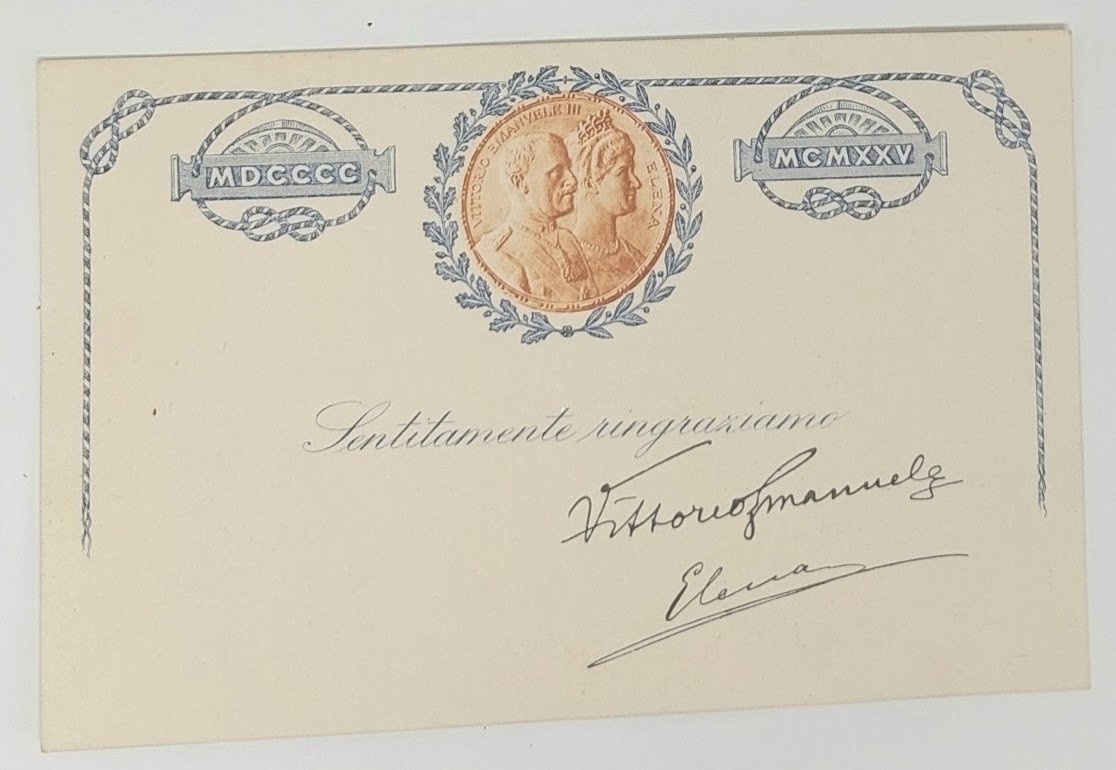 MDCCCC
VITTORIO EMANVELE III ELENA
MCMXXV
Sentitamente ringraziamo
Vittorio Emanuele
Elena